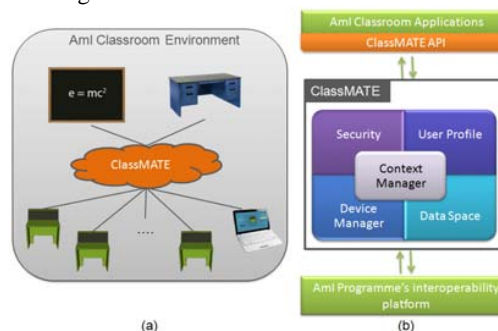 AmI Classroom Environment
e = mc²
ClassMATE
....
(a)
AmI Classroom Applications
ClassMATE API
ClassMATE
Security
User Profile
Context
Manager
Device
Manager
Data Space
AmI Programme's interoperability
platform
(b)